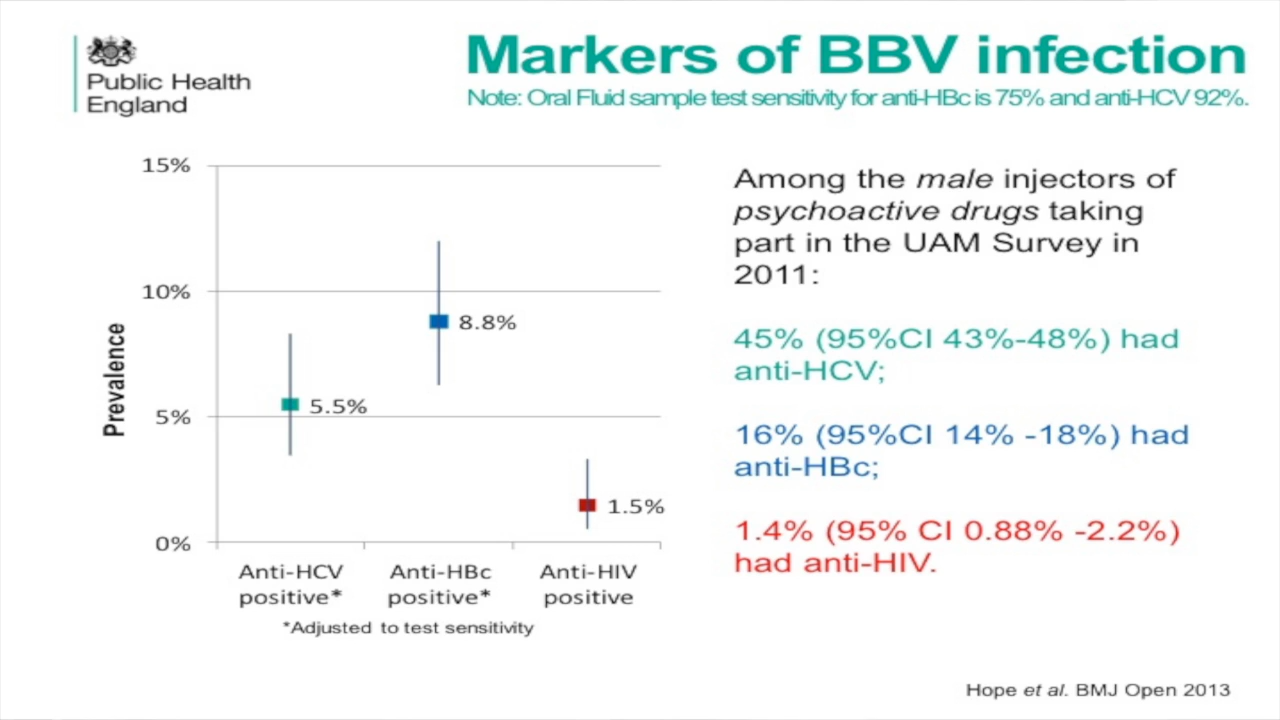 Public Health
England
Markers of BBV infection
Note: Oral Fluid sample test sensitivity for anti-HBc is 75% and anti-HCV 92%.
15%
10%
5%
0%
Prevalence
5.5%
8.8%
1.5%
Anti-HCV positive*
Anti-HBc positive*
Anti-HIV positive
*Adjusted to test sensitivity
Among the male injectors of
psychoactive drugs taking
part in the UAM Survey in
2011:
45% (95%CI 43%-48%) had
anti-HCV;
16% (95%CI 14% -18%) had
anti-HBc;
1.4% (95% CI 0.88% -2.2%)
had anti-HIV.
Hope et al. BMJ Open 2013